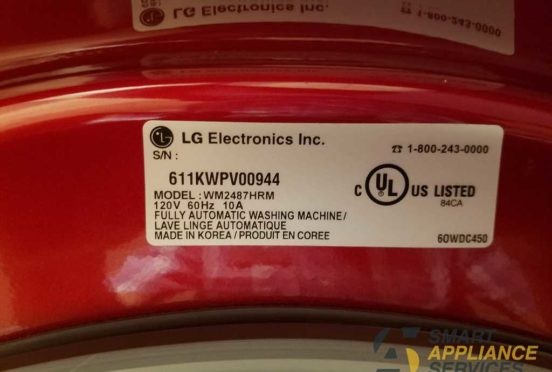 LG Electronics Inc.
1-800-243-0000
LG Electronics Inc.
☎ 1-800-243-0000
S/N :
611KWPV00944
MODEL : WM2487HRM
120V 60Hz 10A
FULLY AUTOMATIC WASHING MACHINE/
LAVE LINGE AUTOMATIQUE
MADE IN KOREA / PRODUIT EN COREE
C UL US LISTED
84CA
60WDC450
SMART
APPLIANCE
SERVICES